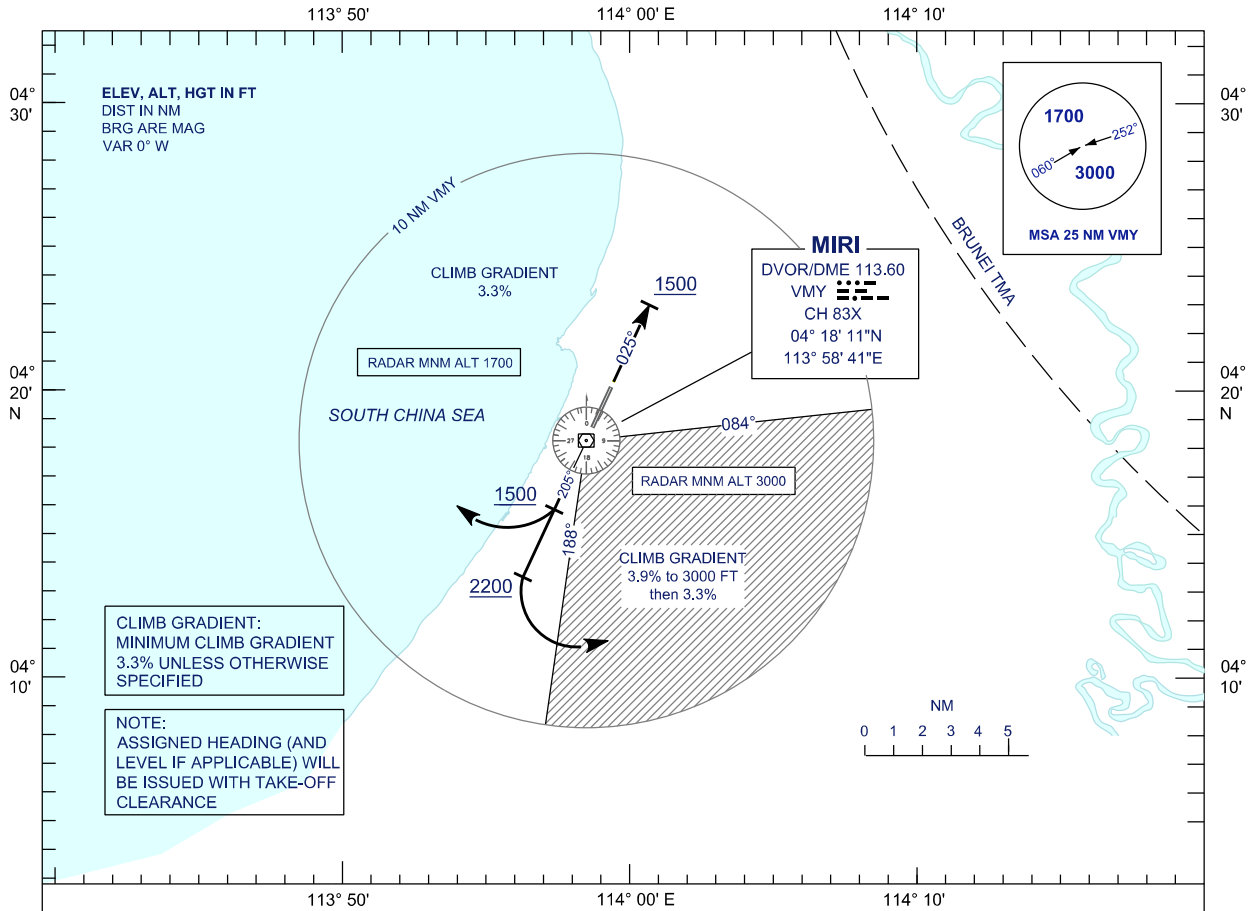 113° 50'
114° 00' E
114° 10'
04°
30'
04°
30'
ELEV, ALT, HGT IN FT
DIST IN NM
BRG ARE MAG
VAR 0° W
1700
252°
060°
3000
MSA 25 NM VMY
10 NM VMY
BRUNEI TMA
MIRI
DVOR/DME 113.60
VMY
CH 83X
04° 18' 11"N
113° 58' 41"E
CLIMB GRADIENT
3.3%
1500
025°
RADAR MNM ALT 1700
04°
20'
N
04°
20'
N
SOUTH CHINA SEA
0
27
9
18
084°
RADAR MNM ALT 3000
205°
1500
188°
CLIMB GRADIENT
3.9% to 3000 FT
then 3.3%
2200
CLIMB GRADIENT:
MINIMUM CLIMB GRADIENT
3.3% UNLESS OTHERWISE
SPECIFIED
04°
10'
04°
10'
NOTE:
ASSIGNED HEADING (AND
LEVEL IF APPLICABLE) WILL
BE ISSUED WITH TAKE-OFF
CLEARANCE
NM
0 1 2 3 4 5
113° 50'
114° 00' E
114° 10'